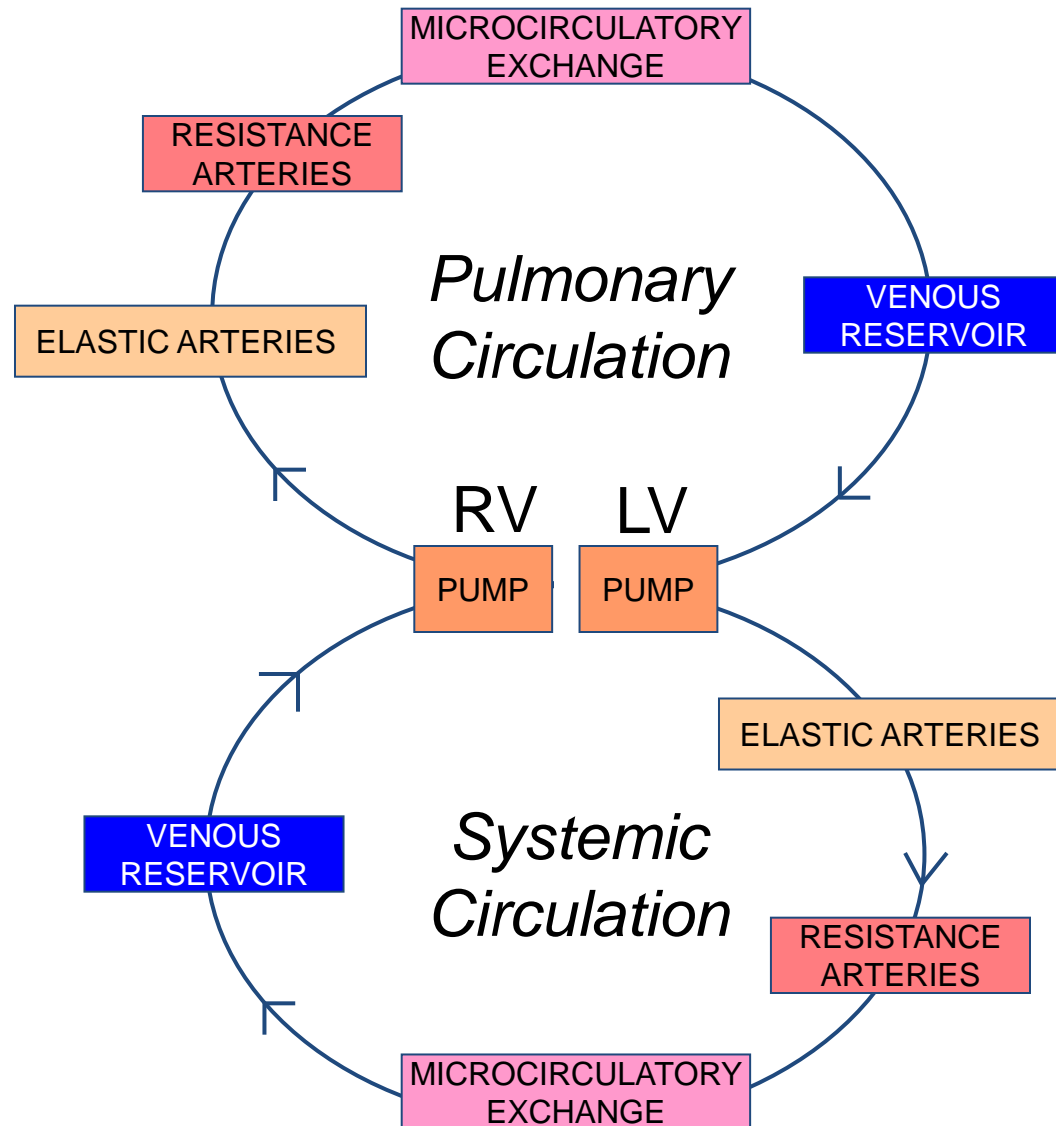 MICROCIRCULATORY
EXCHANGE
RESISTANCE
ARTERIES
Pulmonary
Circulation
VENOUS
RESERVOIR
ELASTIC ARTERIES
RV
LV
PUMP
PUMP
ELASTIC ARTERIES
VENOUS
RESERVOIR
Systemic
Circulation
RESISTANCE
ARTERIES
MICROCIRCULATORY
EXCHANGE